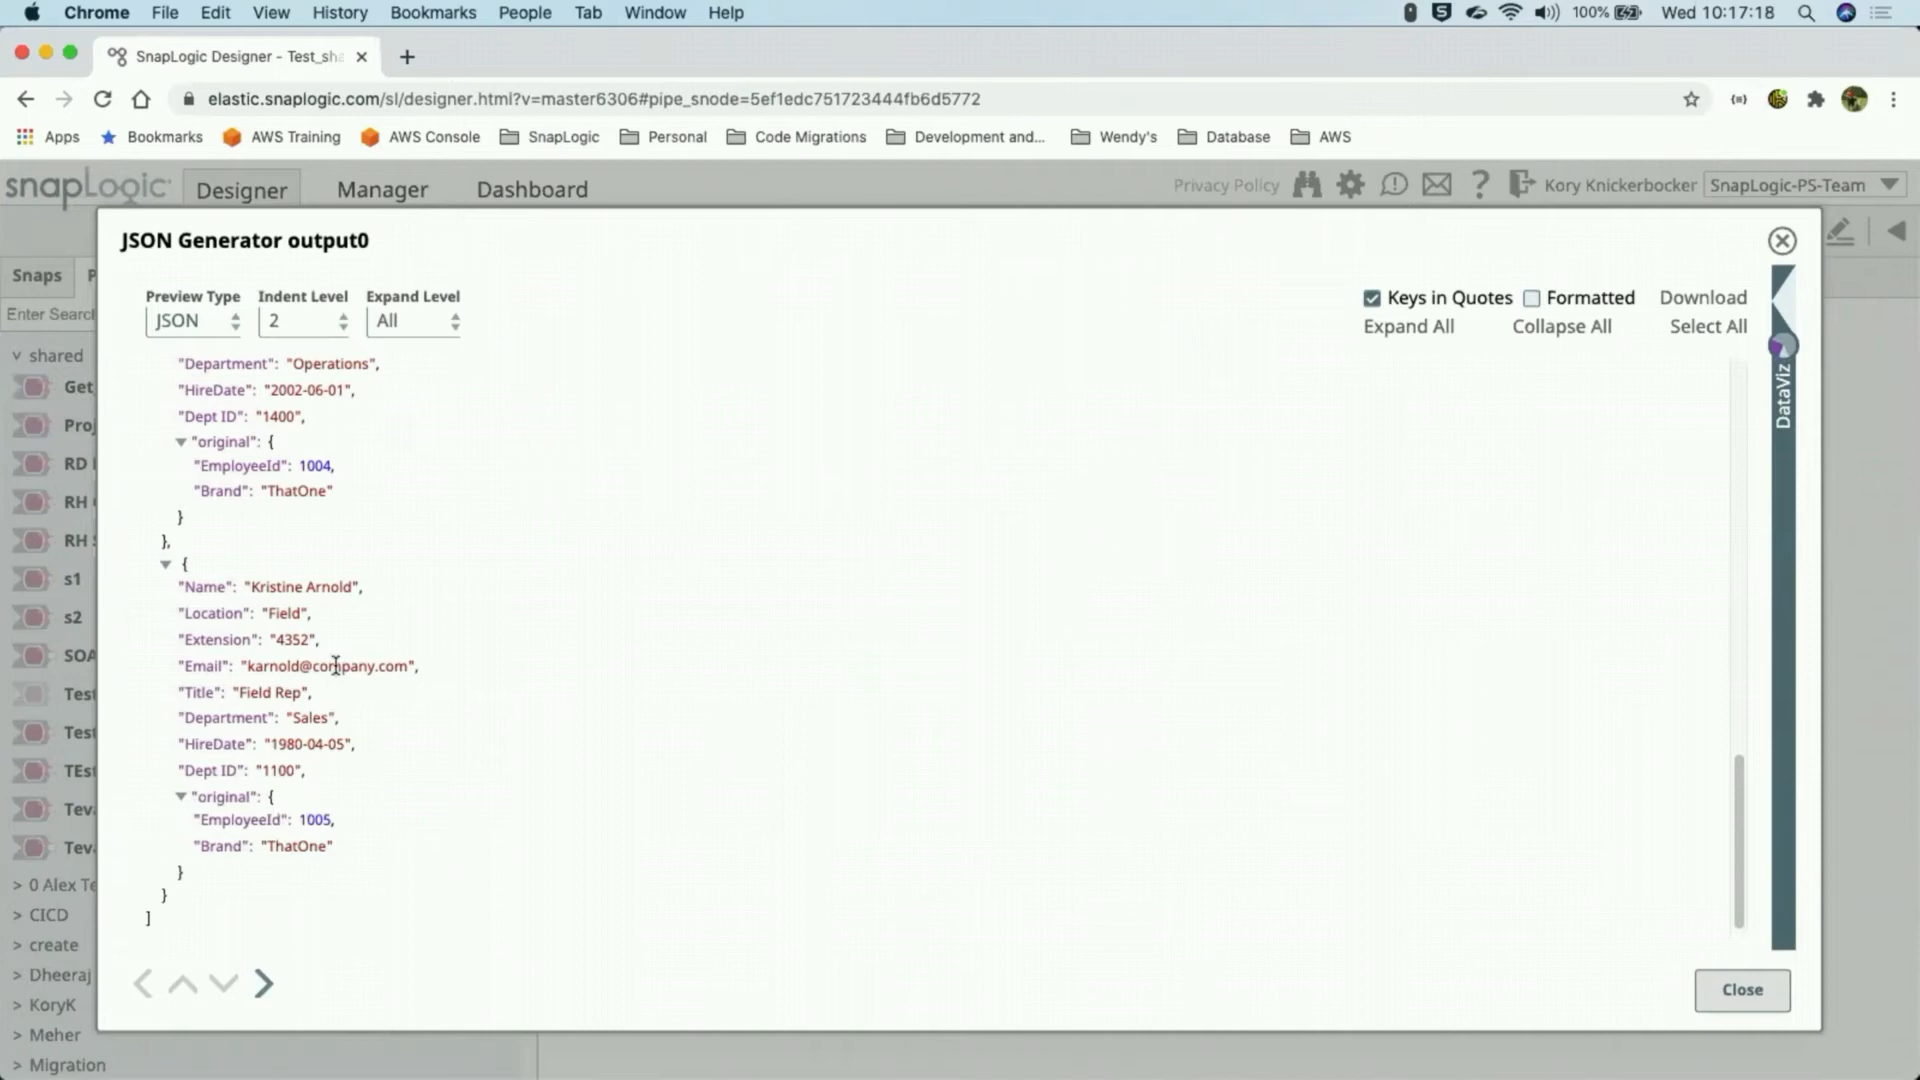 Chrome File Edit View History Bookmarks People Tab Window Help 100% Wed 10:17:18
SnapLogic Designer - Test_sha
elastic.snaplogic.com/sl/designer.html?v=master6306#pipe_snode=5ef1edc751723444fb6d5772
Apps Bookmarks AWS Training AWS Console SnapLogic Personal Code Migrations Development and... Wendy's Database AWS
snapLogic Designer Manager Dashboard Privacy Policy Kory Knickerbocker SnapLogic-PS-Team
JSON Generator output0
Snaps P
Preview Type Indent Level Expand Level
JSON 2 All
Keys in Quotes Formatted Download
Expand All Collapse All Select All
Enter Searc
shared
Get
Proj
RD
RH
RH
s1
s2
SOA
Test
Test
TEst
Teva
Teva
0 Alex Te
CICD
create
Dheeraj
KoryK
Meher
Migration
"Department": "Operations",
"HireDate": "2002-06-01",
"Dept ID": "1400",
"original": {
"EmployeeId": 1004,
"Brand": "ThatOne"
}
},
{
"Name": "Kristine Arnold",
"Location": "Field",
"Extension": "4352",
"Email": "karnold@company.com",
"Title": "Field Rep",
"Department": "Sales",
"HireDate": "1980-04-05",
"Dept ID": "1100",
"original": {
"EmployeeId": 1005,
"Brand": "ThatOne"
}
}
]
DataViz
Close